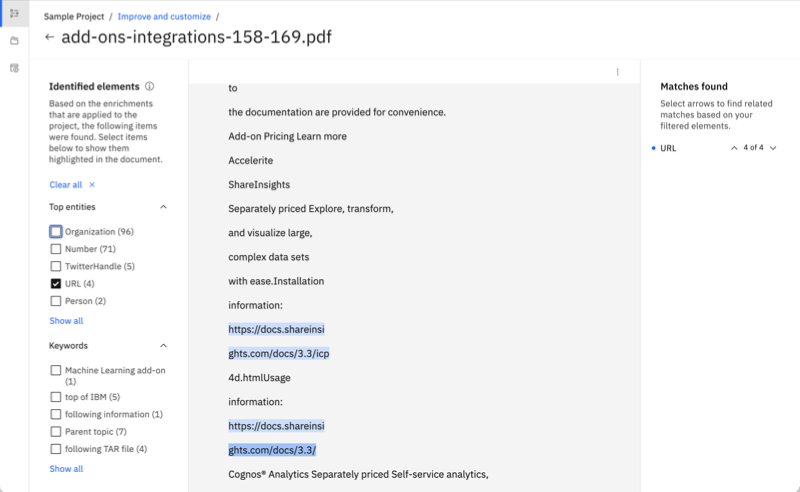 Sample Project / Improve and customize /
← add-ons-integrations-158-169.pdf
Identified elements
Based on the enrichments
that are applied to the
project, the following items
were found. Select items
below to show them
highlighted in the document.
Clear all ×
Top entities
Organization (96)
Number (71)
TwitterHandle (5)
URL (4)
Person (2)
Show all
Keywords
Machine Learning add-on
(1)
top of IBM (5)
following information (1)
Parent topic (7)
following TAR file (4)
Show all
to
the documentation are provided for convenience.
Add-on Pricing Learn more
Accelerite
ShareInsights
Separately priced Explore, transform,
and visualize large,
complex data sets
with ease.Installation
information:
https://docs.shareinsi
ghts.com/docs/3.3/icp
4d.htmlUsage
information:
https://docs.shareinsi
ghts.com/docs/3.3/
Cognos® Analytics Separately priced Self-service analytics,
Matches found
Select arrows to find related
matches based on your
filtered elements.
URL 4 of 4